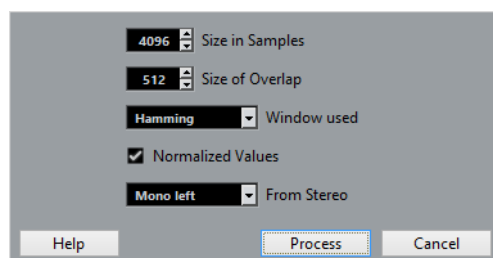 4096 Size in Samples
512 Size of Overlap
Hamming Window used
Normalized Values
Mono left From Stereo
Help Process Cancel